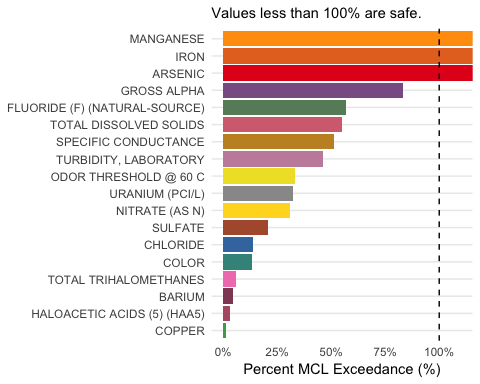 Values less than 100% are safe.
MANGANESE
IRON
ARSENIC
GROSS ALPHA
FLUORIDE (F) (NATURAL-SOURCE)
TOTAL DISSOLVED SOLIDS
SPECIFIC CONDUCTANCE
TURBIDITY, LABORATORY
ODOR THRESHOLD @ 60 C
URANIUM (PCI/L)
NITRATE (AS N)
SULFATE
CHLORIDE
COLOR
TOTAL TRIHALOMETHANES
BARIUM
HALOACETIC ACIDS (5) (HAA5)
COPPER
0% 25% 50% 75% 100%
Percent MCL Exceedance (%)